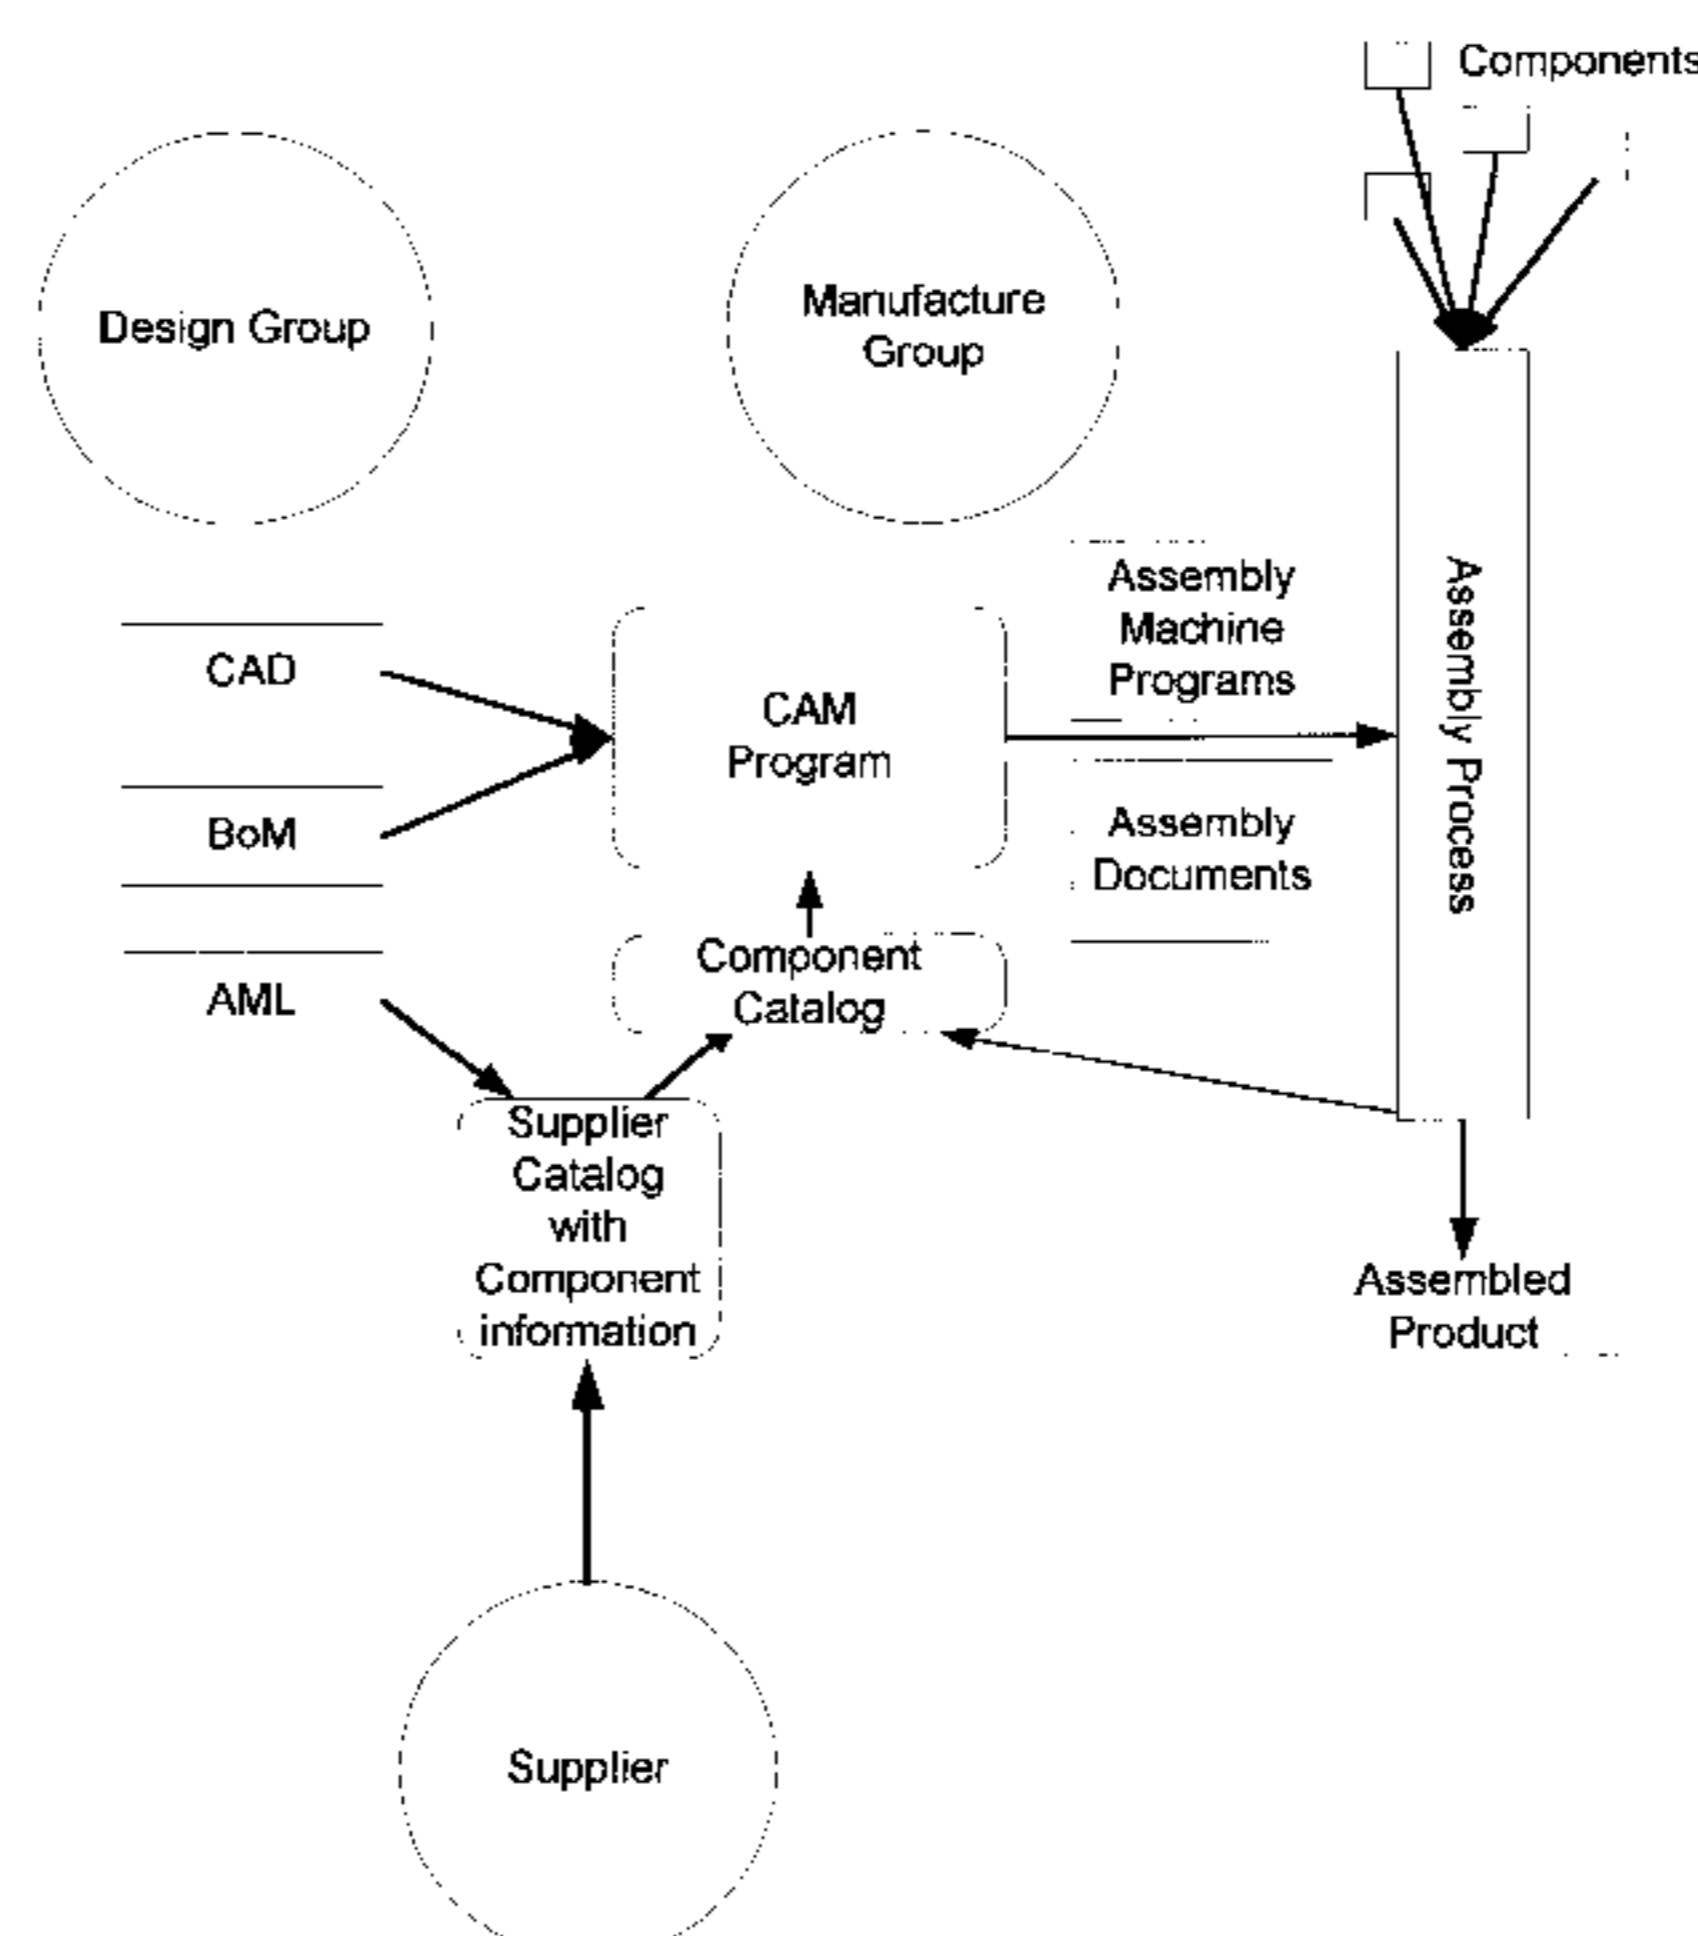 Components
Design Group
Manufacture
Group
Assembly
Machine
Programs
CAD
CAM
Program
BoM
Assembly
Documents
Assembly Process
Component
Catalog
AML
Supplier
Catalog
with
Component
information
Assembled
Product
Supplier